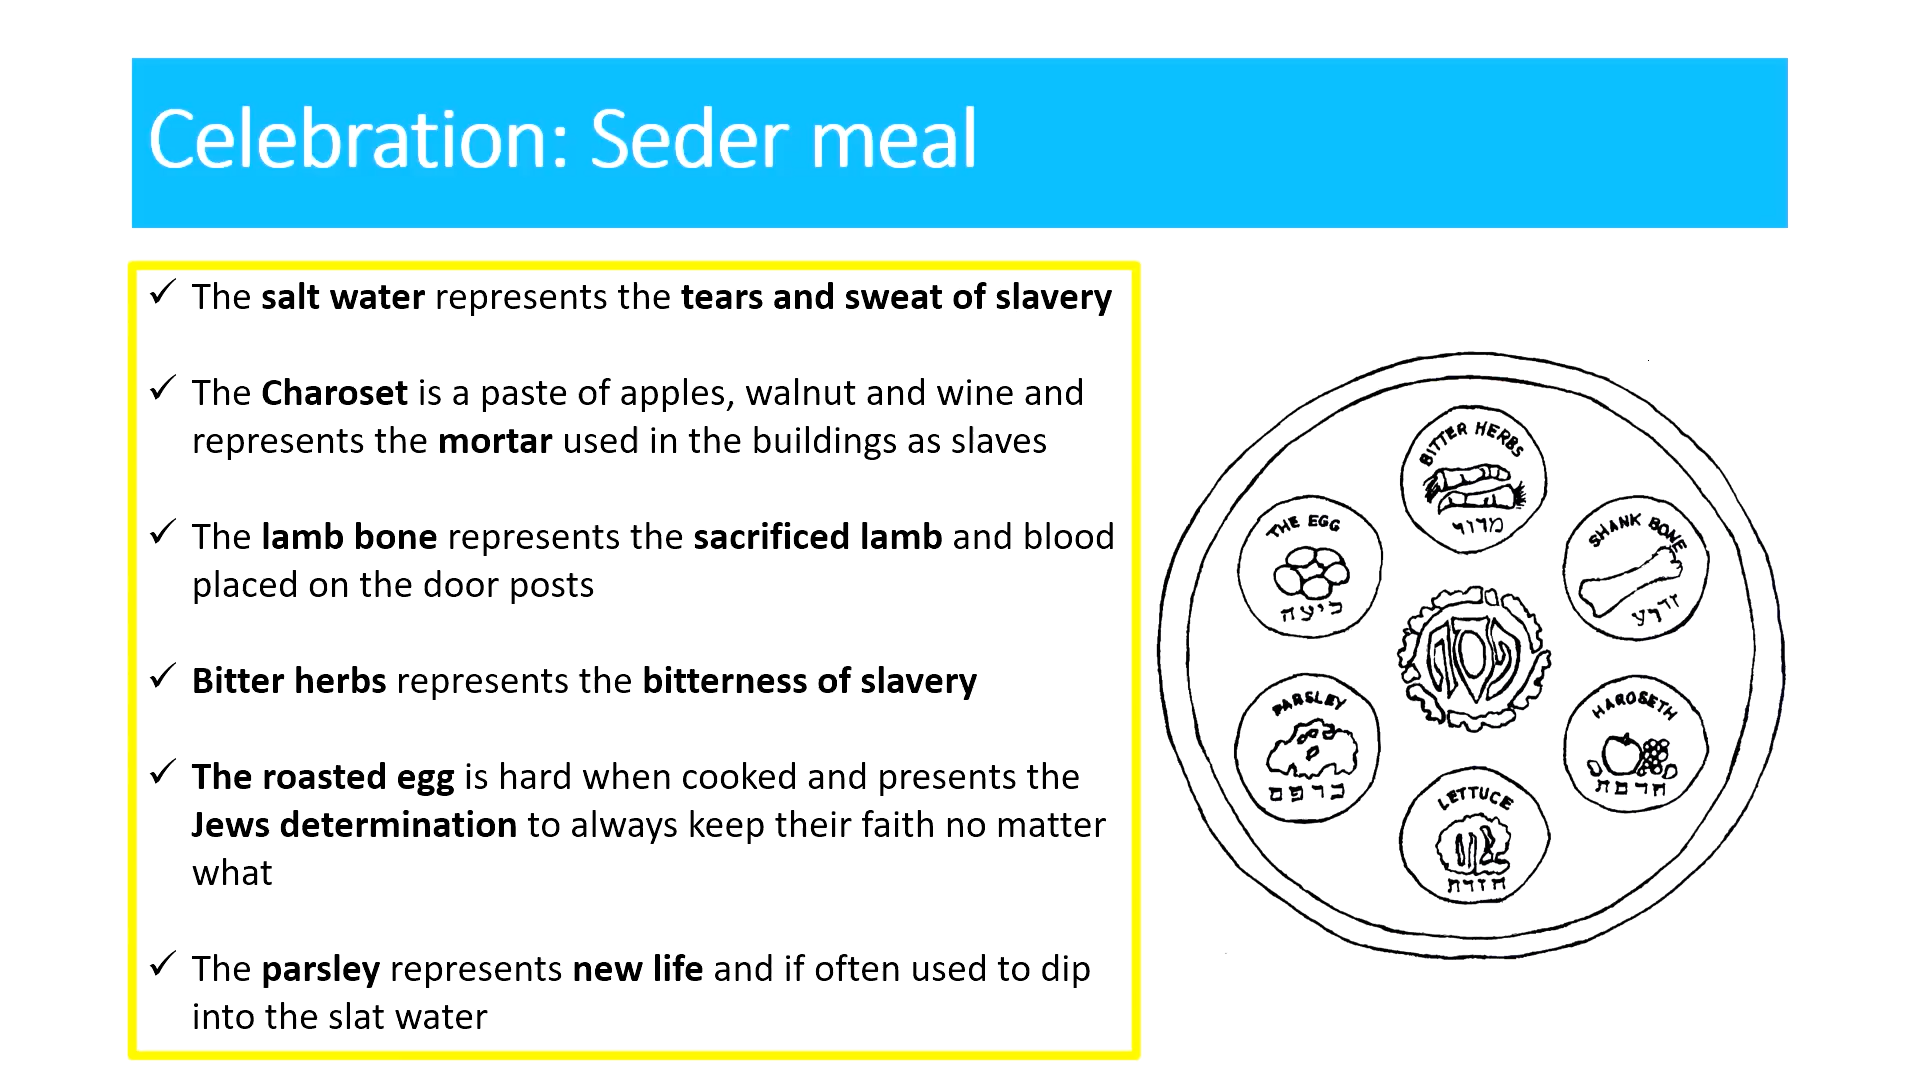 Celebration: Seder meal
✓ The salt water represents the tears and sweat of slavery
✓ The Charoset is a paste of apples, walnut and wine and
represents the mortar used in the buildings as slaves
✓ The lamb bone represents the sacrificed lamb and blood
placed on the door posts
✓ Bitter herbs represents the bitterness of slavery
✓ The roasted egg is hard when cooked and presents the
Jews determination to always keep their faith no matter
what
✓ The parsley represents new life and if often used to dip
into the slat water
BITTER HERBS
THE EGG
ביעה
SHANK BONE
זרע
פסח
PARSLEY
HAROSETH
LETTUCE
חזרת